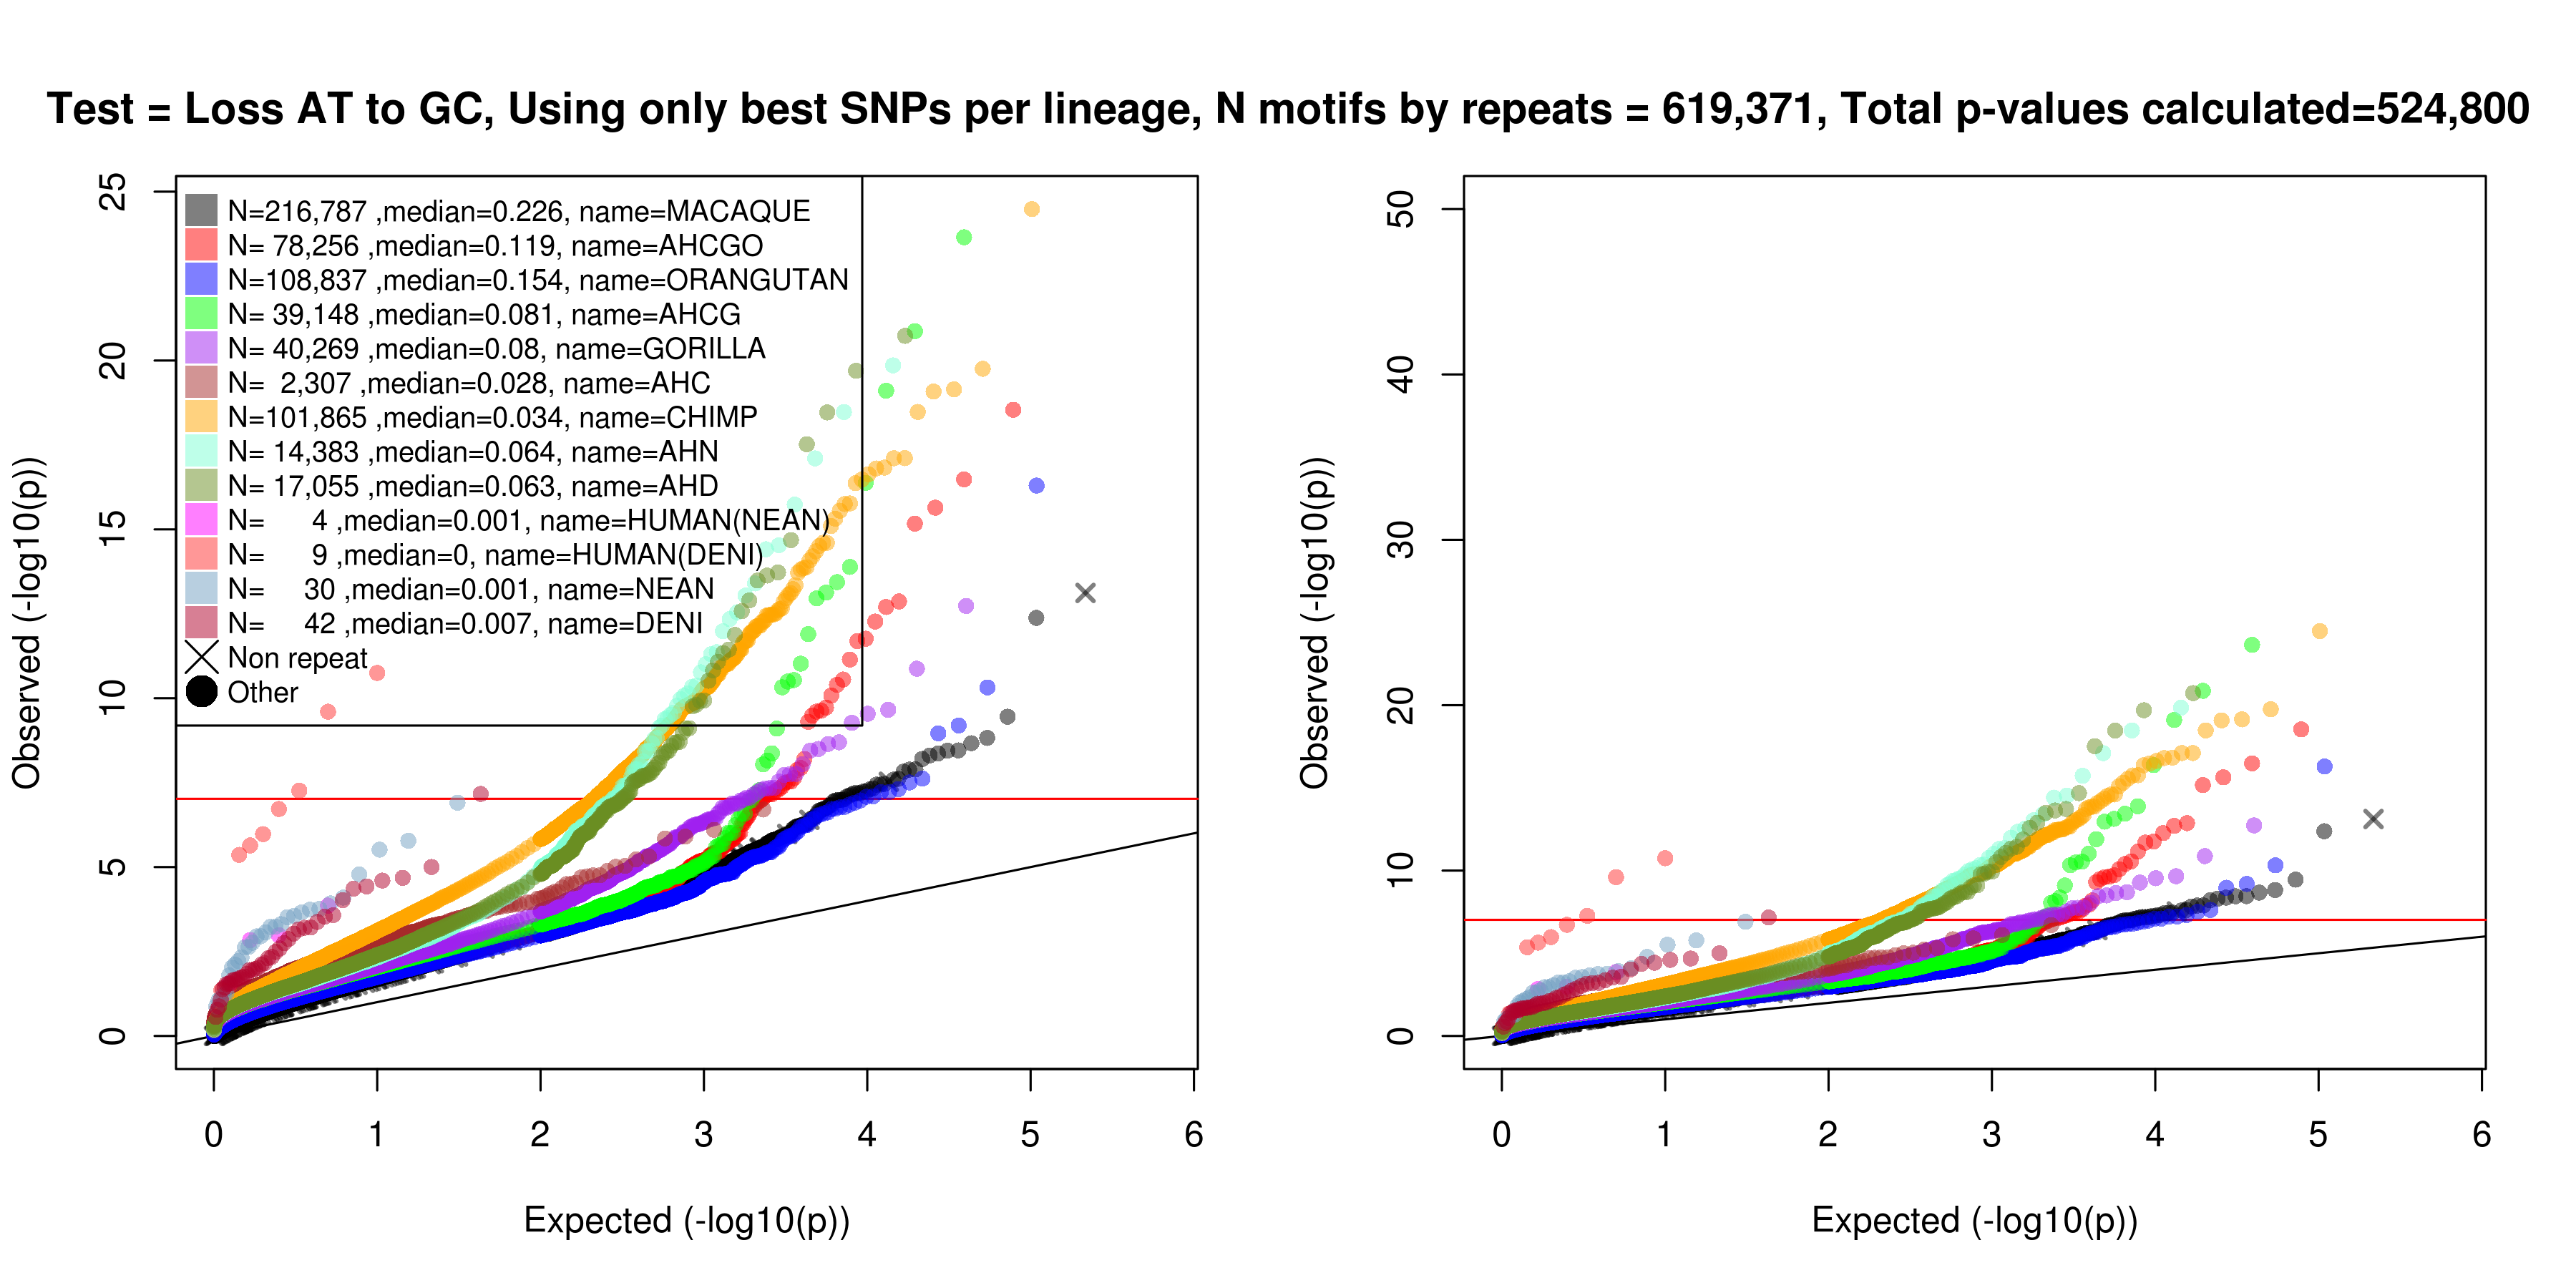 Test = Loss AT to GC, Using only best SNPs per lineage, N motifs by repeats = 619,371, Total p-values calculated=524,800
Observed (-log10(p))
25
20
15
10
5
0
N=216,787 ,median=0.226, name=MACAQUE
N= 78,256 ,median=0.119, name=AHCGO
N=108,837 ,median=0.154, name=ORANGUTAN
N= 39,148 ,median=0.081, name=AHCG
N= 40,269 ,median=0.08, name=GORILLA
N= 2,307 ,median=0.028, name=AHC
N=101,865 ,median=0.034, name=CHIMP
N= 14,383 ,median=0.064, name=AHN
N= 17,055 ,median=0.063, name=AHD
N= 4 ,median=0.001, name=HUMAN(NEAN)
N= 9 ,median=0, name=HUMAN(DENI)
N= 30 ,median=0.001, name=NEAN
N= 42 ,median=0.007, name=DENI
Non repeat
Other
0 1 2 3 4 5 6
Expected (-log10(p))
Observed (-log10(p))
50
40
30
20
10
0
0 1 2 3 4 5 6
Expected (-log10(p))